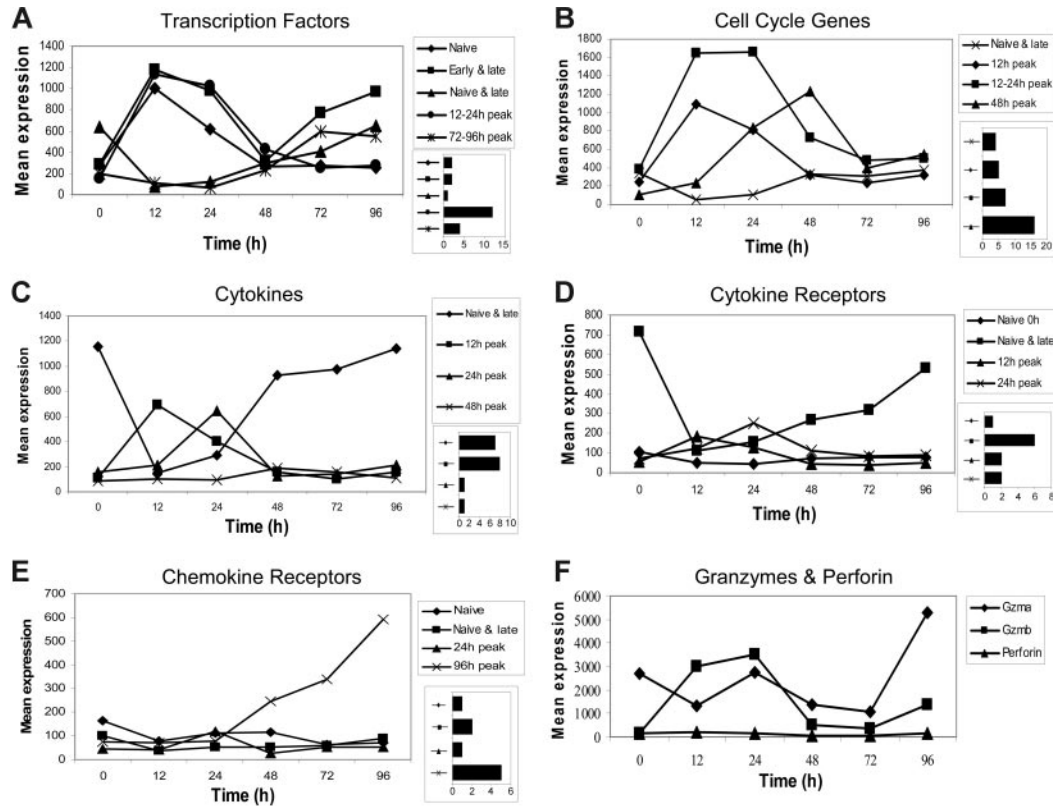 A Transcription Factors
1400
1200
1000
800
600
400
200
0
Mean expression
0 12 24 48 72 96
Time (h)
Naive
Early & late
Naive & late
12-24h peak
72-96h peak
0 5 10 15
B Cell Cycle Genes
1800
1600
1400
1200
1000
800
600
400
200
0
Mean expression
0 12 24 48 72 96
Time (h)
Naive & late
12h peak
12-24h peak
48h peak
0 5 10 15 20
C Cytokines
1400
1200
1000
800
600
400
200
0
Mean expression
0 12 24 48 72 96
Time (h)
Naive & late
12h peak
24h peak
48h peak
0 2 4 6 8 10
D Cytokine Receptors
800
700
600
500
400
300
200
100
0
Mean expression
0 12 24 48 72 96
Time (h)
Naive 0h
Naive & late
12h peak
24h peak
0 2 4 6 8
E Chemokine Receptors
700
600
500
400
300
200
100
0
Mean expression
0 12 24 48 72 96
Time (h)
Naive
Naive & late
24h peak
96h peak
0 2 4 6
F Granzymes & Perforin
6000
5000
4000
3000
2000
1000
0
Mean expression
0 12 24 48 72 96
Time (h)
Gzma
Gzmb
Perforin